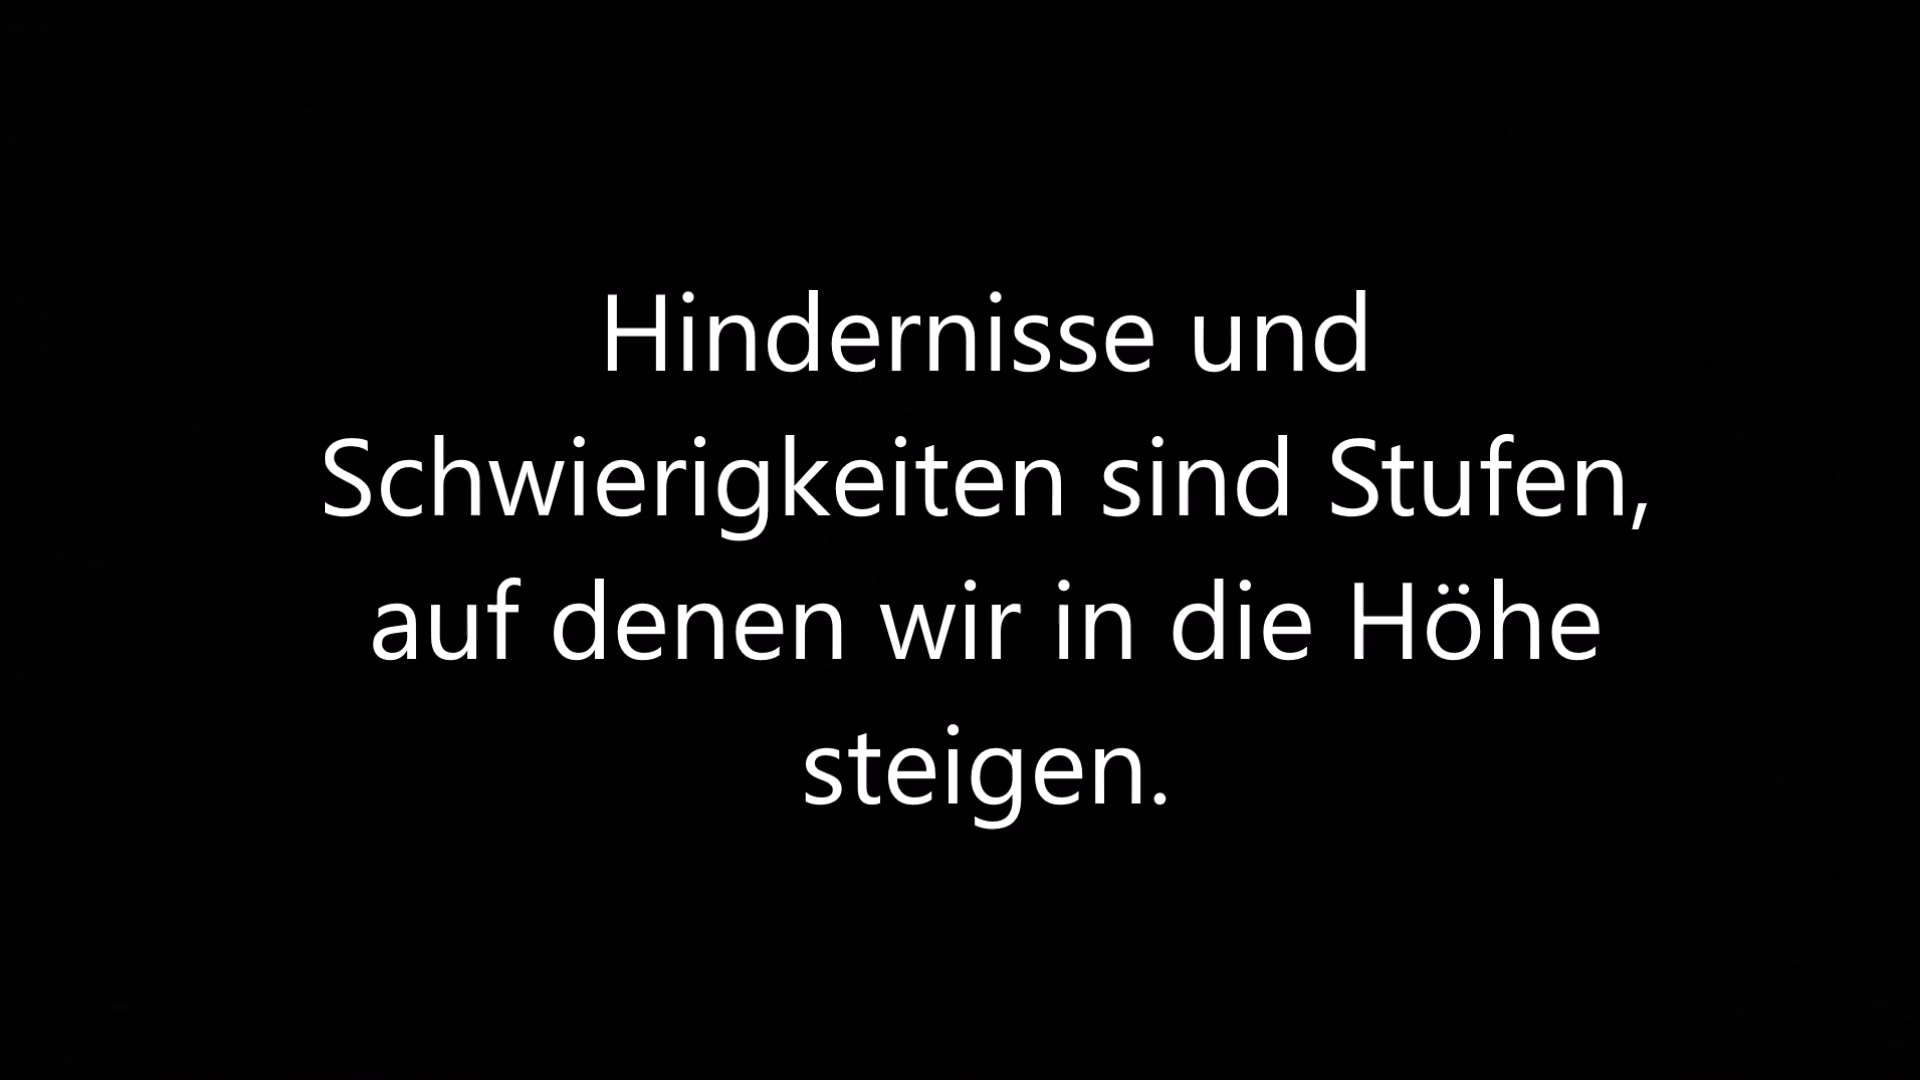 Hindernisse und
Schwierigkeiten sind Stufen,
auf denen wir in die Höhe
steigen.